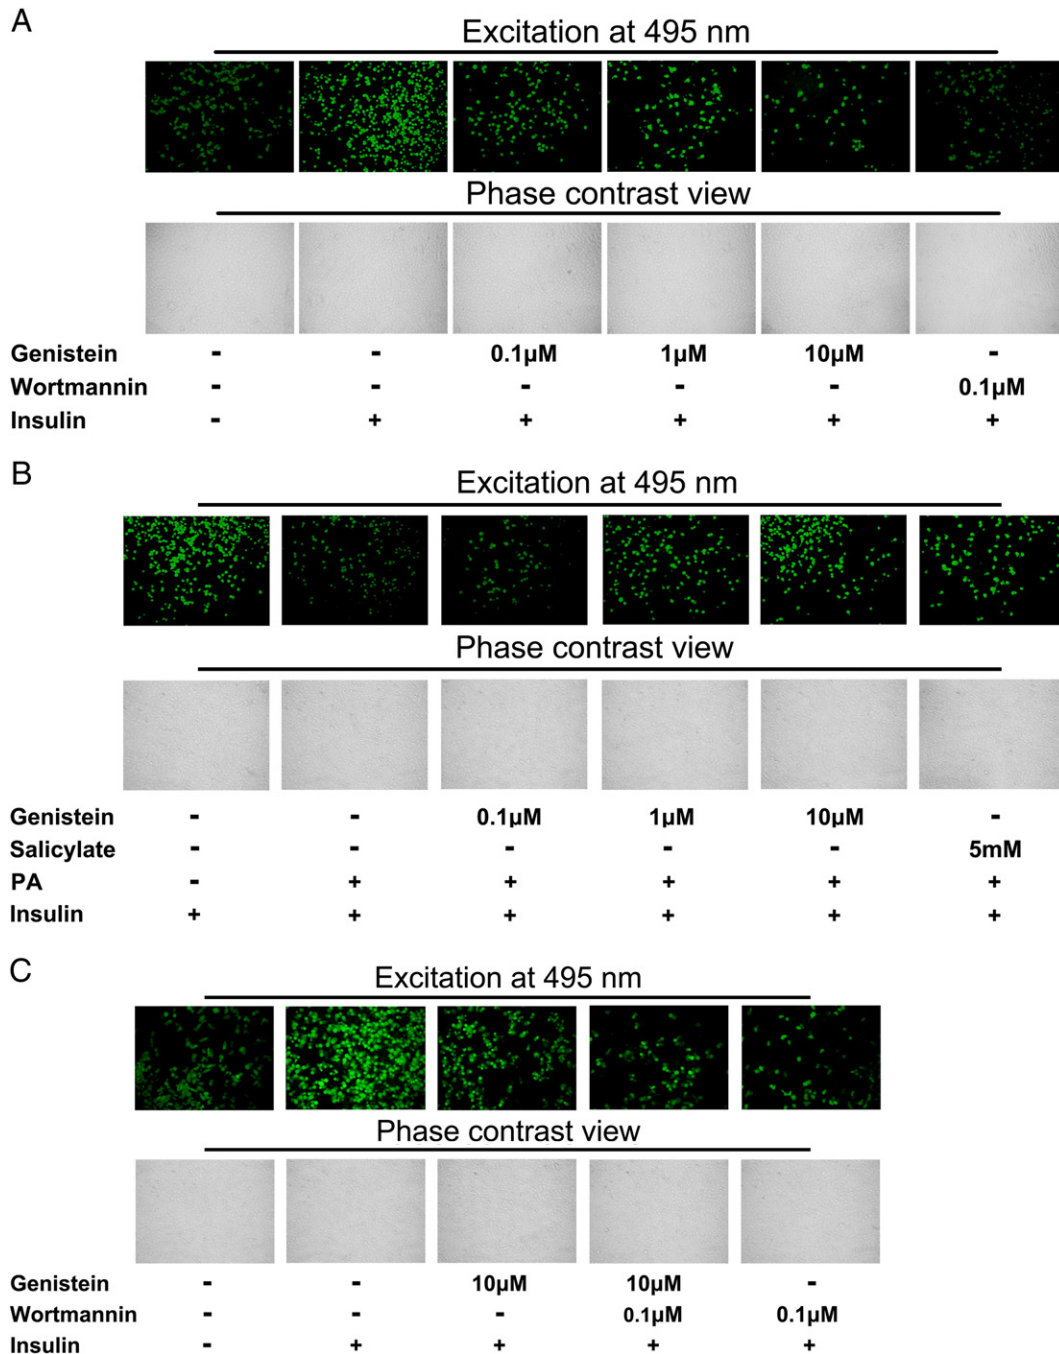 A
Excitation at 495 nm
Phase contrast view
Genistein - - 0.1μM 1μM 10μM -
Wortmannin - - - - - 0.1μM
Insulin - + + + + +
B
Excitation at 495 nm
Phase contrast view
Genistein - - 0.1μM 1μM 10μM -
Salicylate - - - - - 5mM
PA - + + + + +
Insulin + + + + + +
C
Excitation at 495 nm
Phase contrast view
Genistein - - 10μM 10μM -
Wortmannin - - - 0.1μM 0.1μM
Insulin - + + + +